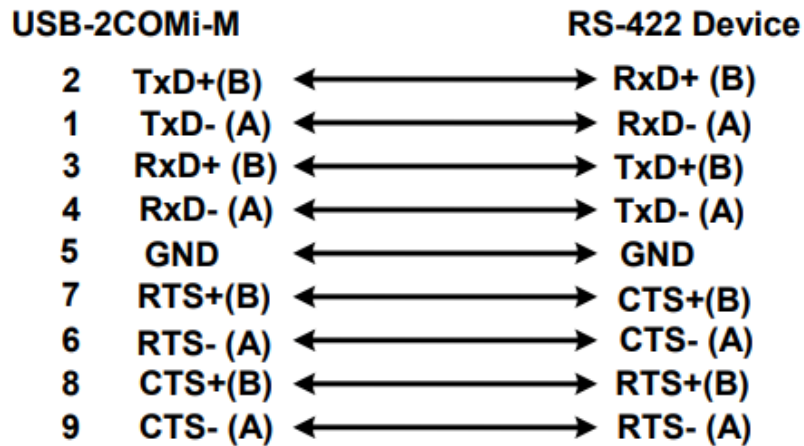 USB-2COMi-M RS-422 Device
2 TxD+(B) RxD+ (B)
1 TxD- (A) RxD- (A)
3 RxD+ (B) TxD+(B)
4 RxD- (A) TxD- (A)
5 GND GND
7 RTS+(B) CTS+(B)
6 RTS- (A) CTS- (A)
8 CTS+(B) RTS+(B)
9 CTS- (A) RTS- (A)